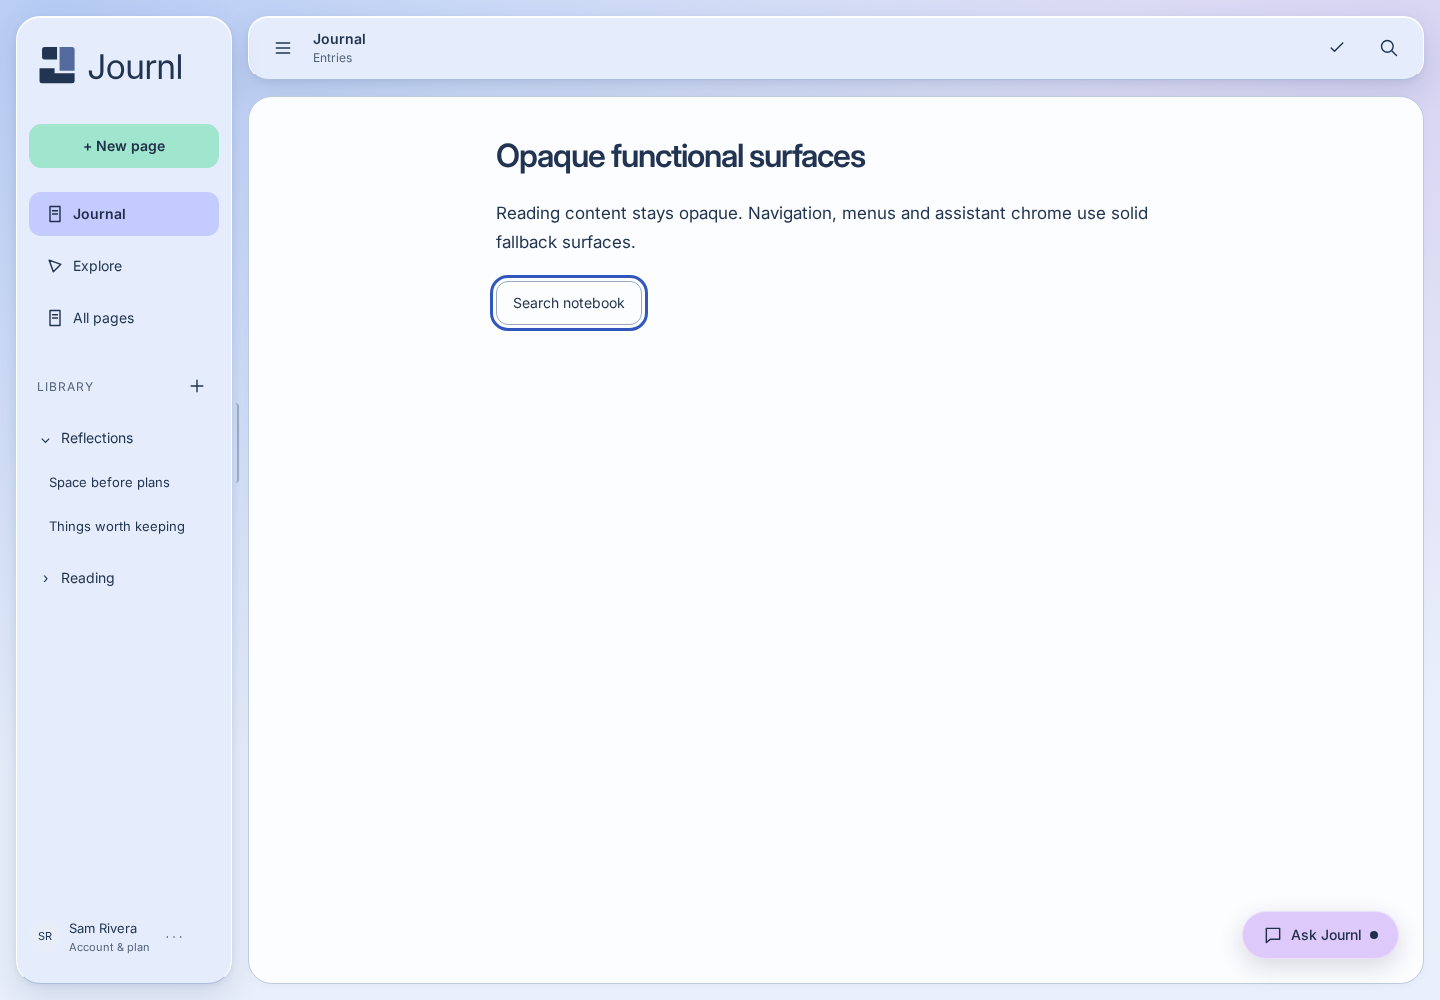 Journl
+ New page
Journal
Explore
All pages
LIBRARY
Reflections
Space before plans
Things worth keeping
Reading
SR
Sam Rivera
Account & plan
...
Journal
Entries
Opaque functional surfaces
Reading content stays opaque. Navigation, menus and assistant chrome use solid
fallback surfaces.
Search notebook
Ask Journl